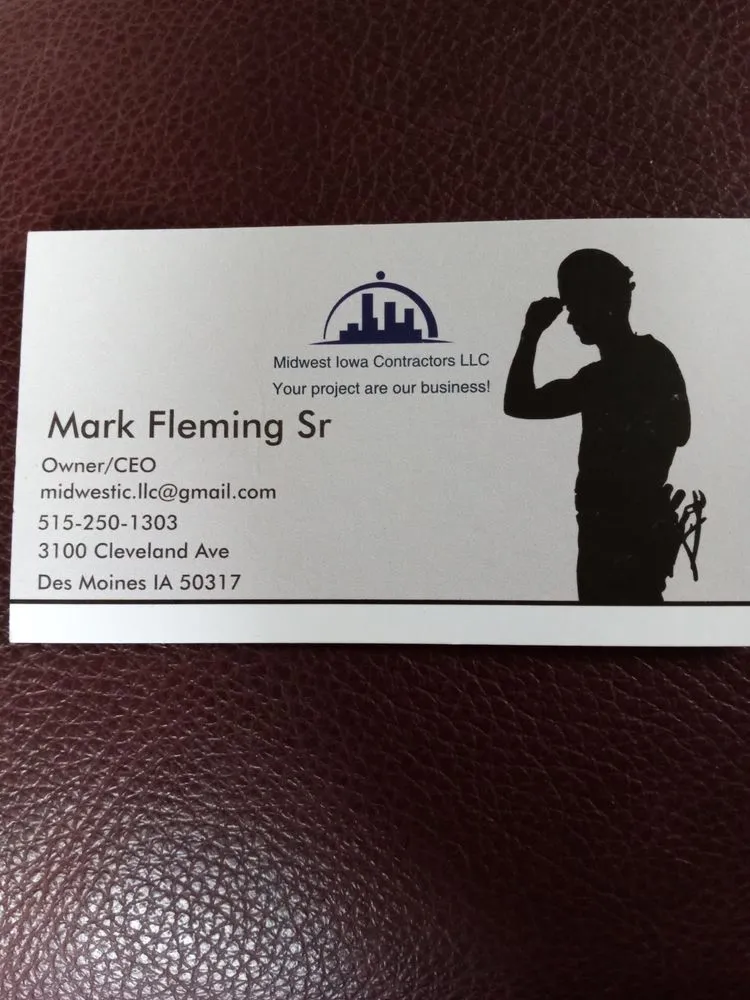 Midwest Iowa Contractors LLC
Your project are our business!
Mark Fleming Sr
Owner/CEO
midwestic.llc@gmail.com
515-250-1303
3100 Cleveland Ave
Des Moines IA 50317